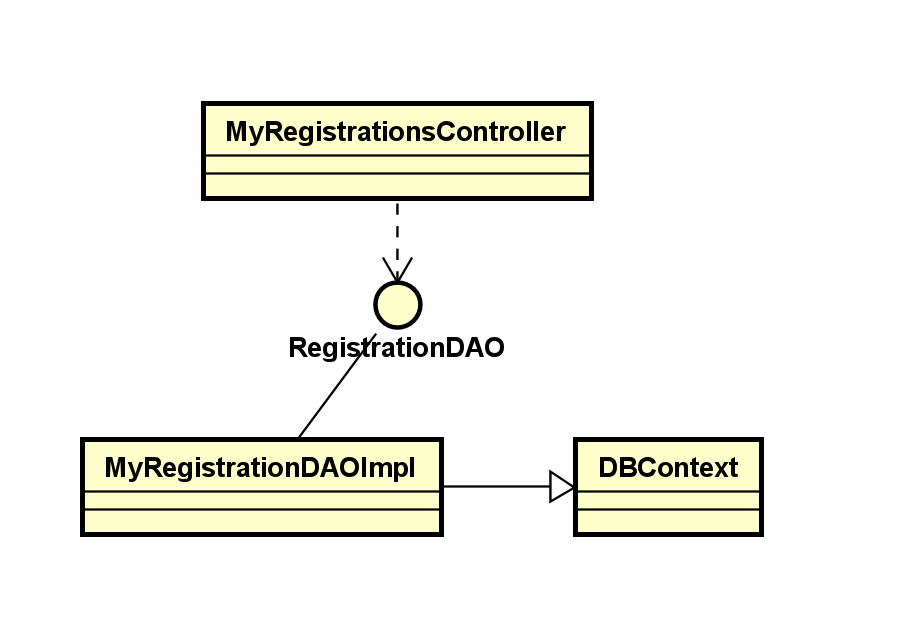 MyRegistrationsController
RegistrationDAO
MyRegistrationDAOImpl
DBContext